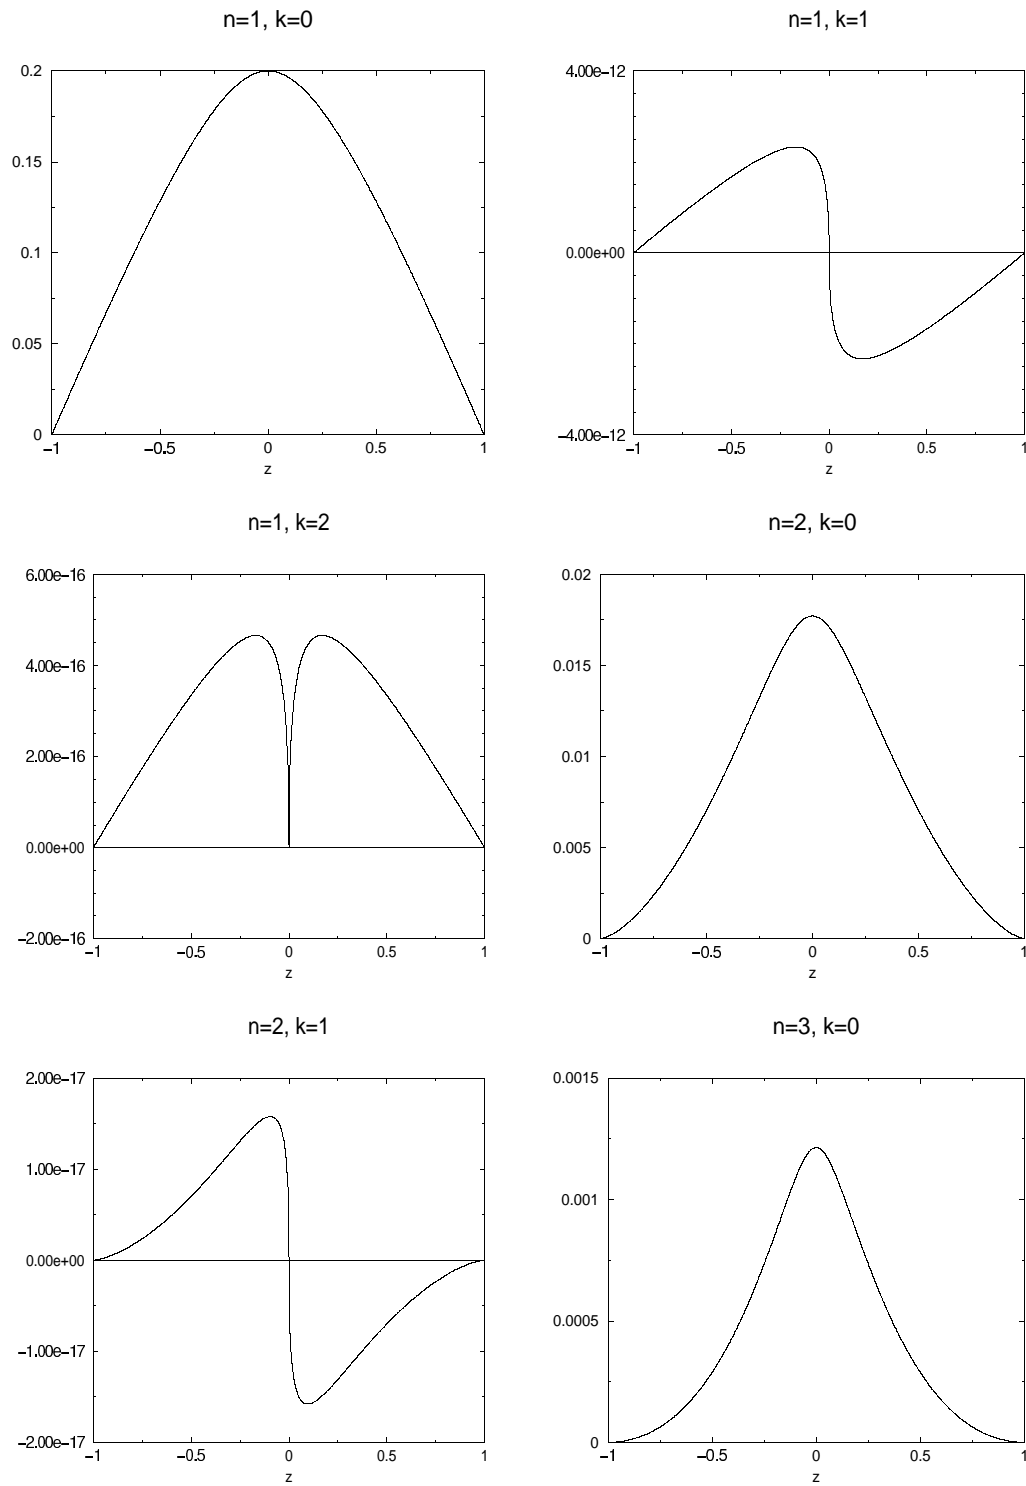 n=1, k=0
0.2
0.15
0.1
0.05
0
−1
−0.5
0
0.5
1
z
n=1, k=1
4.00e−12
0.00e+00
−4.00e−12
−1
−0.5
0
0.5
1
z
n=1, k=2
6.00e−16
4.00e−16
2.00e−16
0.00e+00
−2.00e−16
−1
−0.5
0
0.5
1
z
n=2, k=0
0.02
0.015
0.01
0.005
0
−1
−0.5
0
0.5
1
z
n=2, k=1
2.00e−17
1.00e−17
0.00e+00
−1.00e−17
−2.00e−17
−1
−0.5
0
0.5
1
z
n=3, k=0
0.0015
0.001
0.0005
0
−1
−0.5
0
0.5
1
z